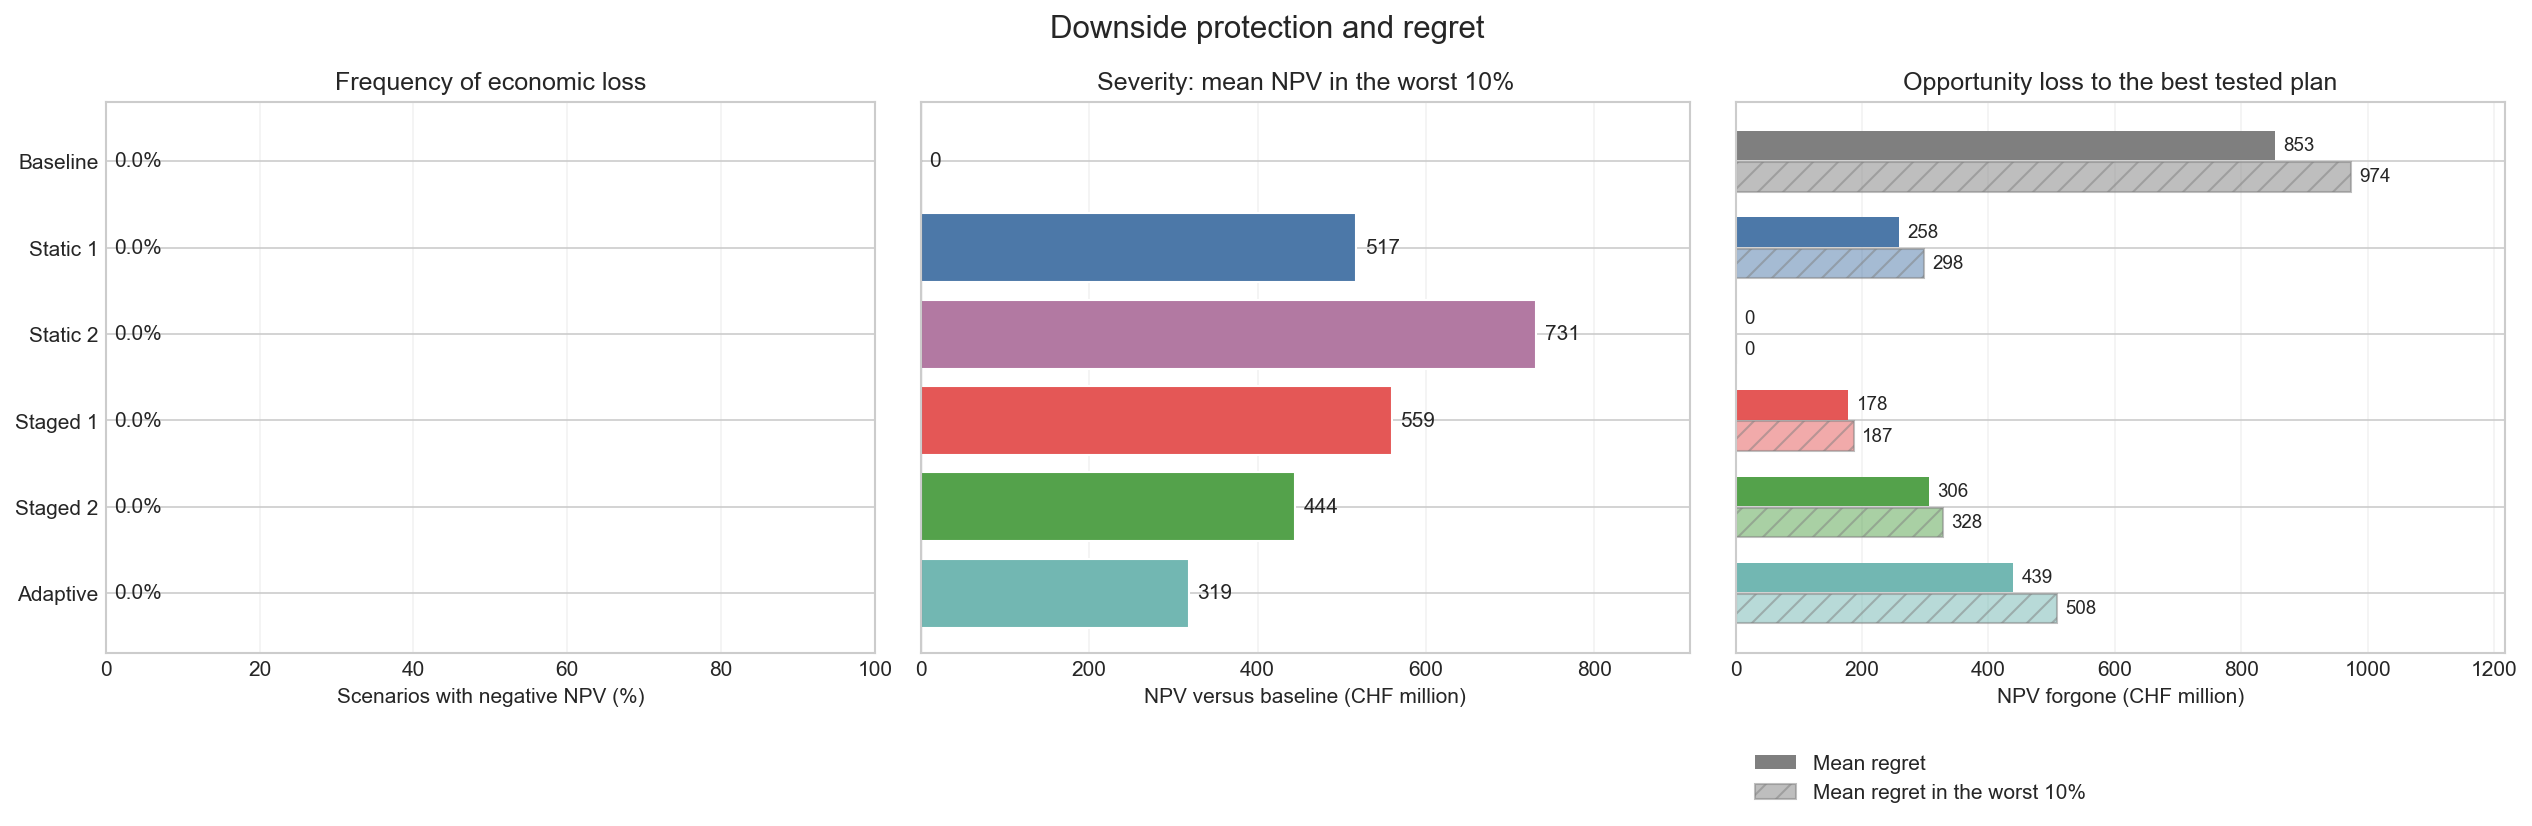 Downside protection and regret
Frequency of economic loss
Baseline 0.0%
Static 1 0.0%
Static 2 0.0%
Staged 1 0.0%
Staged 2 0.0%
Adaptive 0.0%
0 20 40 60 80 100
Scenarios with negative NPV (%)
Severity: mean NPV in the worst 10%
0
517
731
559
444
319
0 200 400 600 800
NPV versus baseline (CHF million)
Opportunity loss to the best tested plan
853
974
258
298
0
0
178
187
306
328
439
508
0 200 400 600 800 1000 1200
NPV forgone (CHF million)
Mean regret
Mean regret in the worst 10%